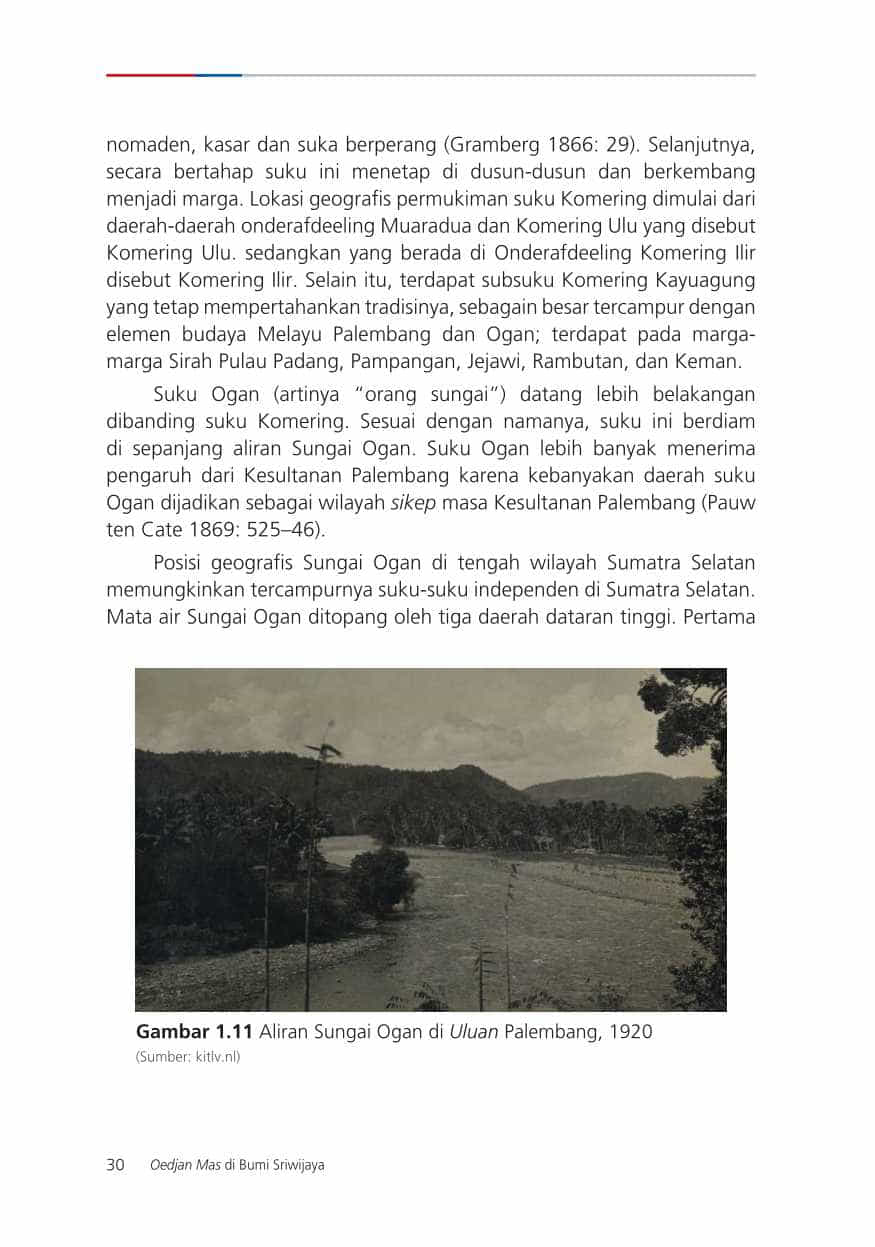 nomaden, kasar dan suka berperang (Gramberg 1866: 29). Selanjutnya,
secara bertahap suku ini menetap di dusun-dusun dan berkembang
menjadi marga. Lokasi geografis permukiman suku Komering dimulai dari
daerah-daerah onderafdeeling Muaradua dan Komering Ulu yang disebut
Komering Ulu. sedangkan yang berada di Onderafdeeling Komering Ilir
disebut Komering Ilir. Selain itu, terdapat subsuku Komering Kayuagung
yang tetap mempertahankan tradisinya, sebagain besar tercampur dengan
elemen budaya Melayu Palembang dan Ogan; terdapat pada marga-
marga Sirah Pulau Padang, Pampangan, Jejawi, Rambutan, dan Keman.
Suku Ogan (artinya “orang sungai“) datang lebih belakangan
dibanding suku Komering. Sesuai dengan namanya, suku ini berdiam
di sepanjang aliran Sungai Ogan. Suku Ogan lebih banyak menerima
pengaruh dari Kesultanan Palembang karena kebanyakan daerah suku
Ogan dijadikan sebagai wilayah sikep masa Kesultanan Palembang (Pauw
ten Cate 1869: 525–46).
Posisi geografis Sungai Ogan di tengah wilayah Sumatra Selatan
memungkinkan tercampurnya suku-suku independen di Sumatra Selatan.
Mata air Sungai Ogan ditopang oleh tiga daerah dataran tinggi. Pertama
Gambar 1.11 Aliran Sungai Ogan di Uluan Palembang, 1920
(Sumber: kitlv.nl)
30 Oedjan Mas di Bumi Sriwijaya